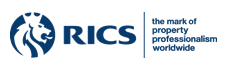 RICS
the mark of
property
professionalism
worldwide